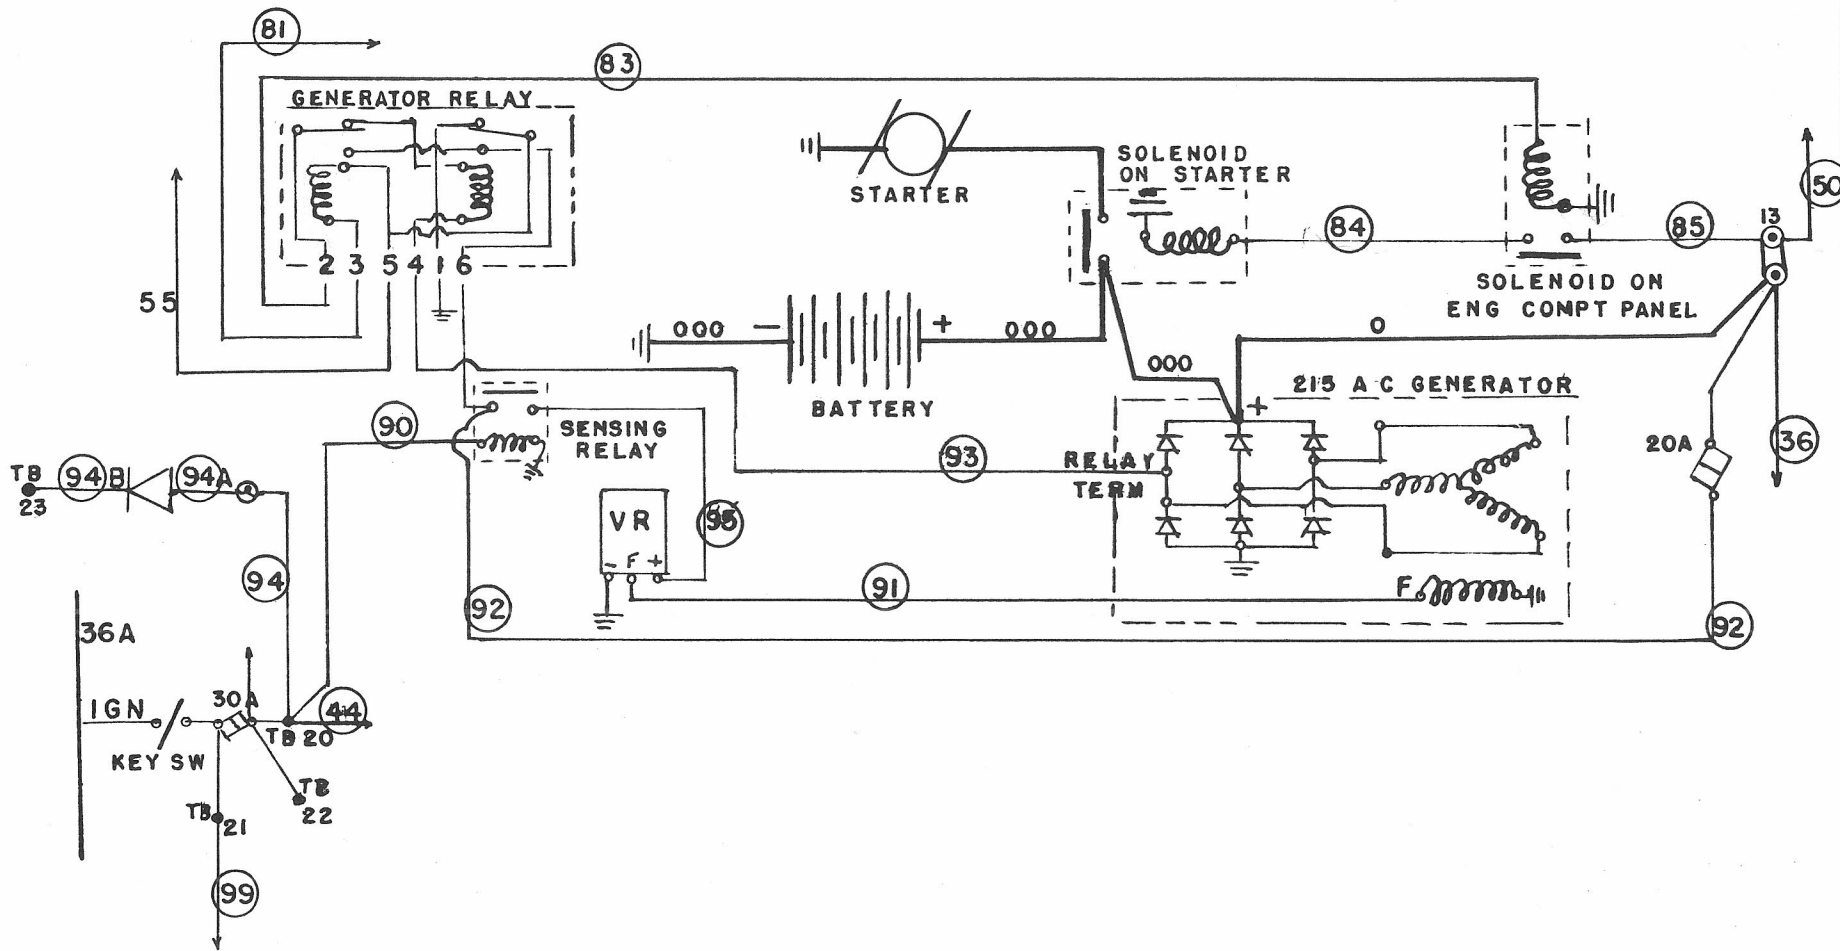 81
83
GENERATOR RELAY
2 3 5 4 1 6
55
STARTER
SOLENOID
ON STARTER
84
85
13
50
SOLENOID ON
ENG COMPT PANEL
000
-
+
000
BATTERY
000
0
215 AC GENERATOR
+
90
SENSING
RELAY
93
RELAY
TERM
20A
36
TB
23
94B
94A
VR
- F +
95
94
92
91
F
92
36A
IGN
30A
44
TB 20
KEY SW
TB
22
TB
21
99